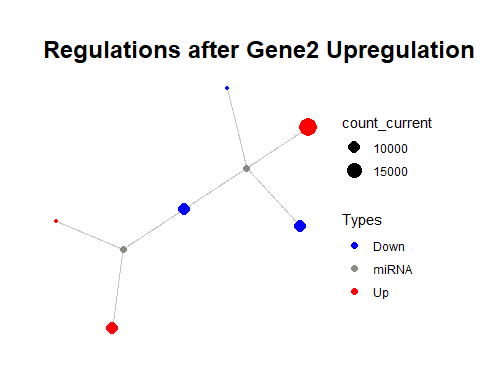 Regulations after Gene2 Upregulation
count_current
10000
15000
Types
Down
miRNA
Up